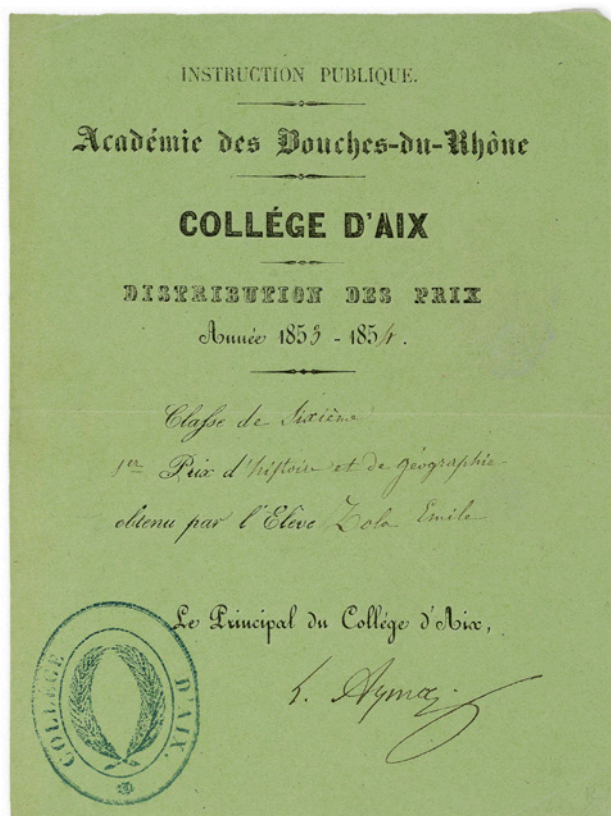 INSTRUCTION PUBLIQUE.
Académie des Bouches-du-Rhône
COLLÉGE D'AIX
DISTRIBUTION DES PRIX
Année 1853 - 1854.
Classe de Sixième
1er Prix d'histoire et de géographie
obtenu par l'Elève Zola Emile
Le Principal du Collége d'Aix,
COLLÉGE D'AIX.